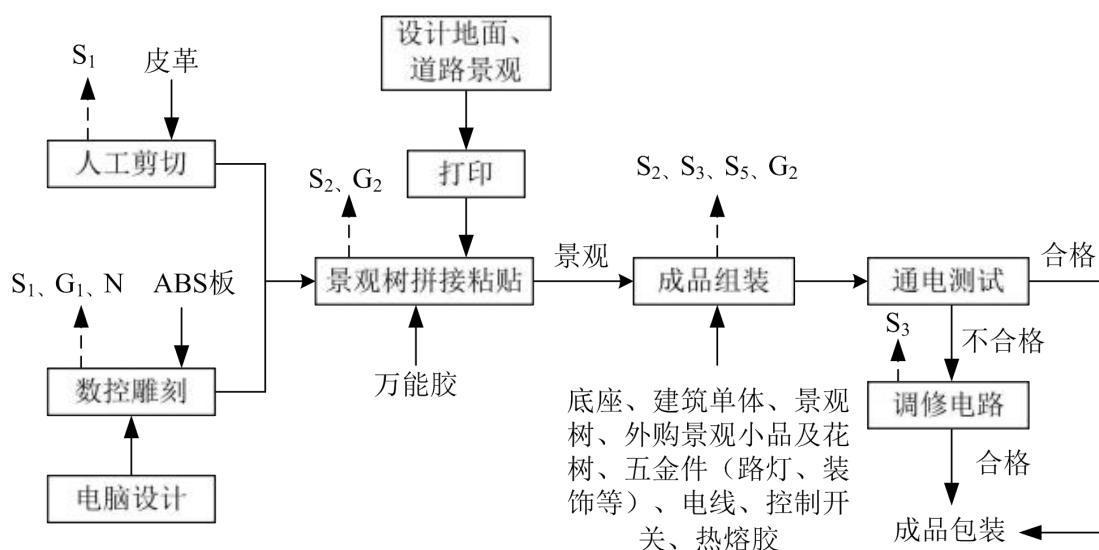 设计地面、
道路景观
S₁
皮革
人工剪切
打印
S₂、G₂
S₂、S₃、S₅、G₂
S₁、G₁、N
ABS板
景观树拼接粘贴
景观
成品组装
通电测试
合格
S₃
不合格
数控雕刻
万能胶
底座、建筑单体、景观
树、外购景观小品及花
树、五金件（路灯、装
饰等）、电线、控制开
关、热熔胶
调修电路
合格
电脑设计
成品包装